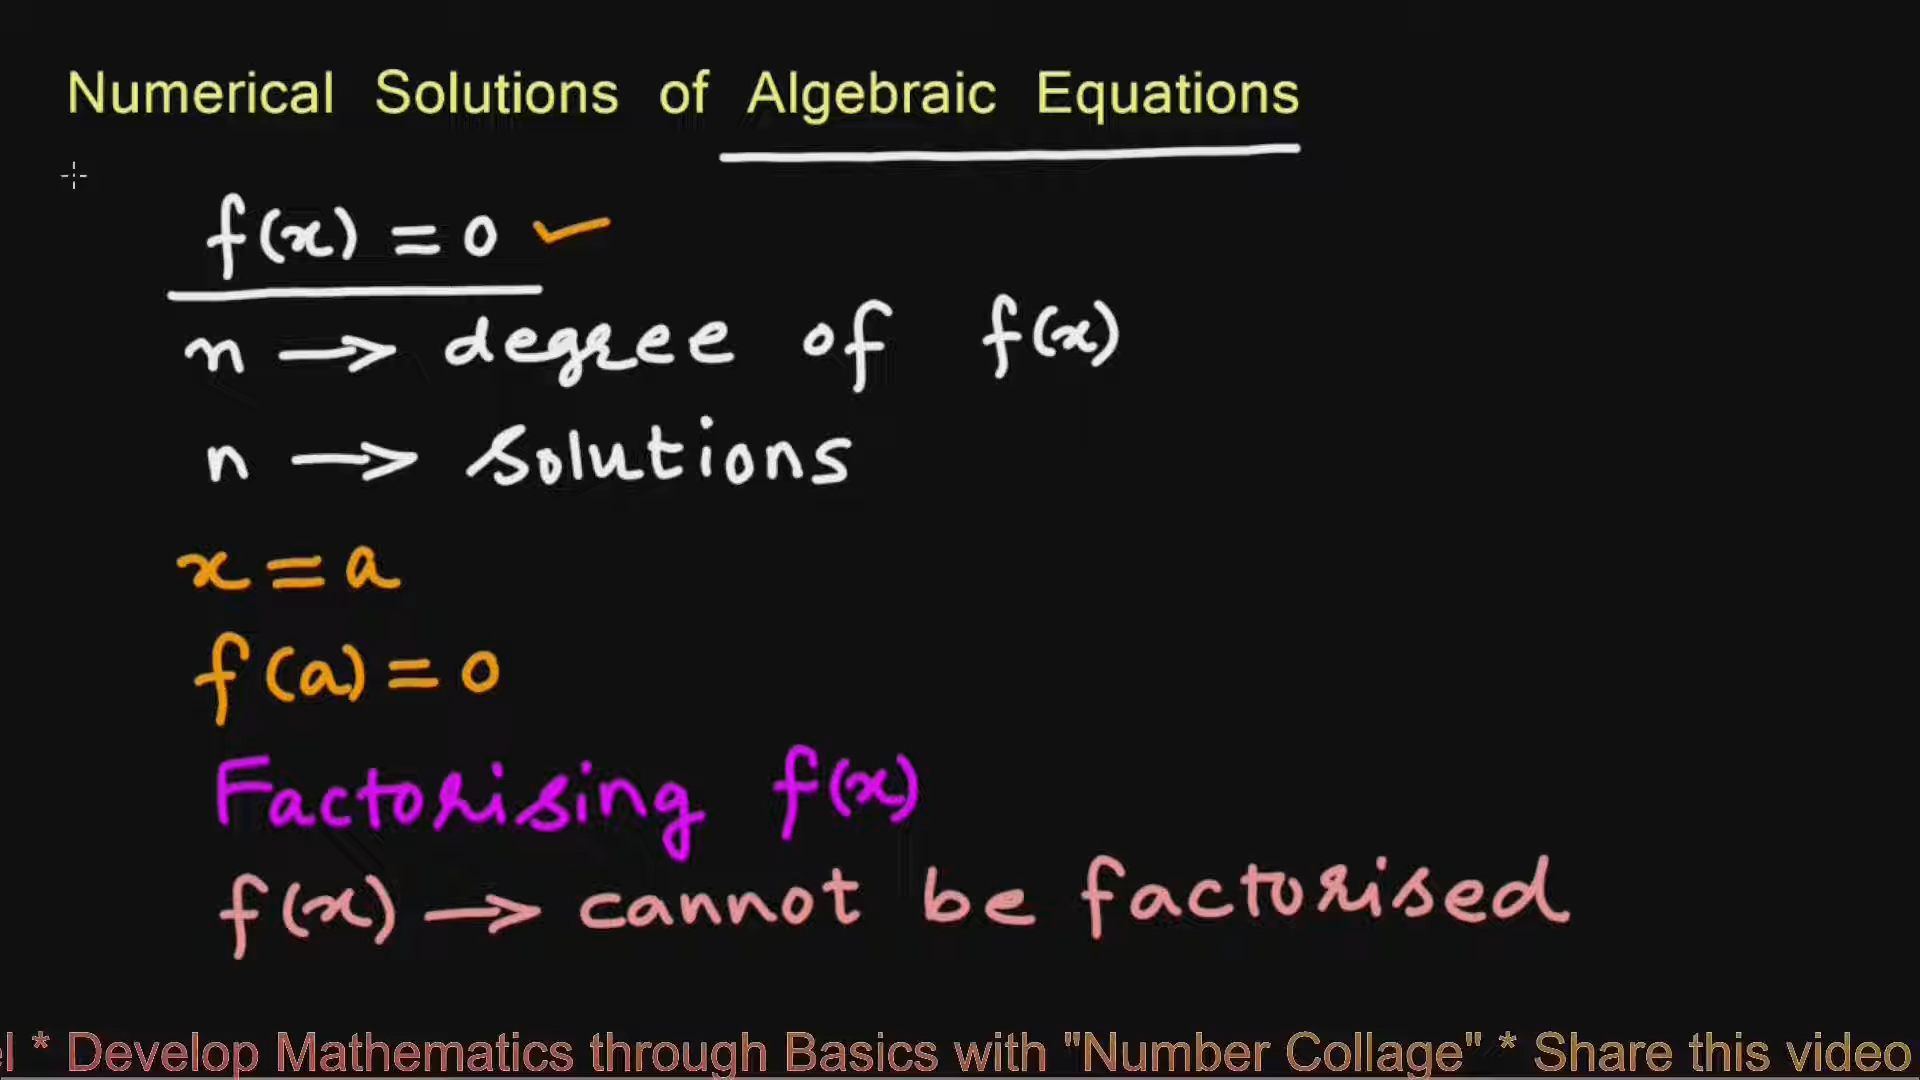 Numerical Solutions of Algebraic Equations
f(x) = 0 ✓
n → degree of f(x)
n → solutions
x = a
f(a) = 0
Factorising f(x)
f(x) → cannot be factorised
el * Develop Mathematics through Basics with "Number Collage" * Share this video